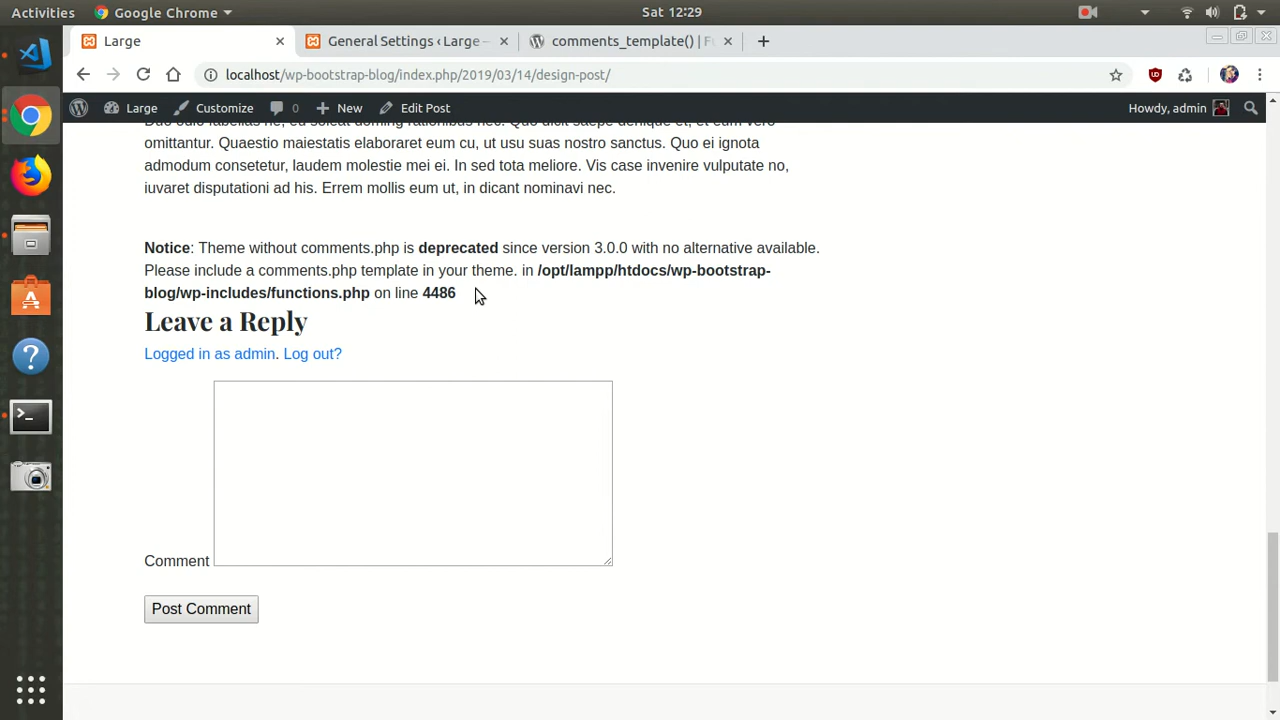 Activities Google Chrome Sat 12:29
Large General Settings ‹ Large — comments_template() | Fu
localhost/wp-bootstrap-blog/index.php/2019/03/14/design-post/
Large Customize 0 New Edit Post Howdy, admin
omittantur. Quaestio maiestatis elaboraret eum cu, ut usu suas nostro sanctus. Quo ei ignota
admodum consetetur, laudem molestie mei ei. In sed tota meliore. Vis case invenire vulputate no,
iuvaret disputationi ad his. Errem mollis eum ut, in dicant nominavi nec.
Notice: Theme without comments.php is deprecated since version 3.0.0 with no alternative available.
Please include a comments.php template in your theme. in /opt/lampp/htdocs/wp-bootstrap-
blog/wp-includes/functions.php on line 4486
Leave a Reply
Logged in as admin. Log out?
Comment
Post Comment